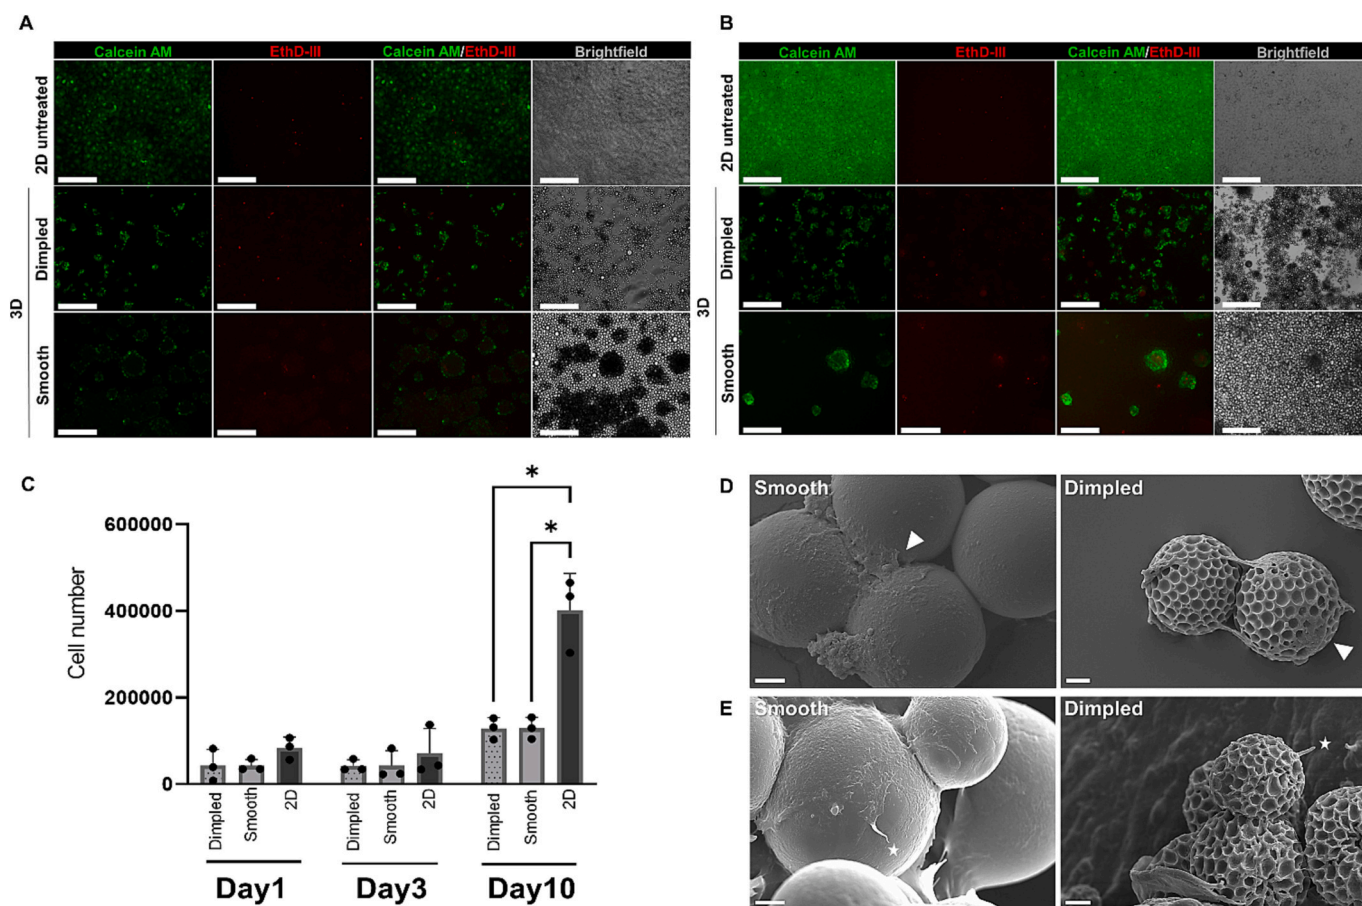 A
Calcein AM EthD-III Calcein AM/EthD-III Brightfield
2D untreated
3D
Dimpled
Smooth
B
Calcein AM EthD-III Calcein AM/EthD-III Brightfield
2D untreated
3D
Dimpled
Smooth
C
*
*
600000
400000
200000
0
Cell number
Dimpled
Smooth
2D
Dimpled
Smooth
2D
Dimpled
Smooth
2D
Day1 Day3 Day10
D
Smooth Dimpled
E
Smooth Dimpled